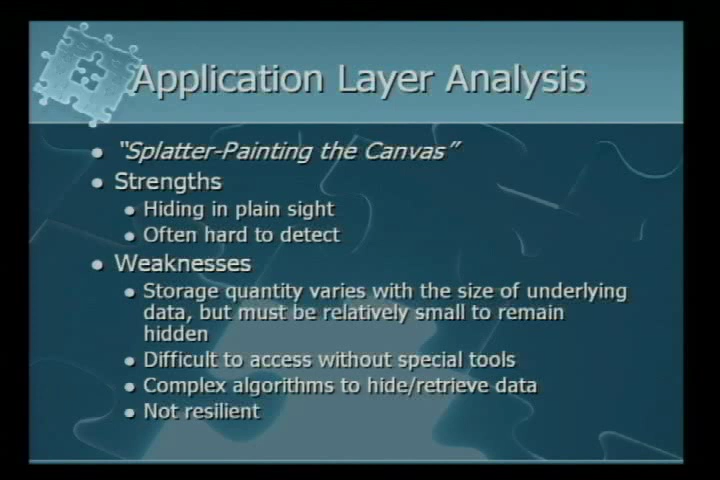 Application Layer Analysis
“Splatter-Painting the Canvas”
Strengths
Hiding in plain sight
Often hard to detect
Weaknesses
Storage quantity varies with the size of underlying
data, but must be relatively small to remain
hidden
Difficult to access without special tools
Complex algorithms to hide/retrieve data
Not resilient